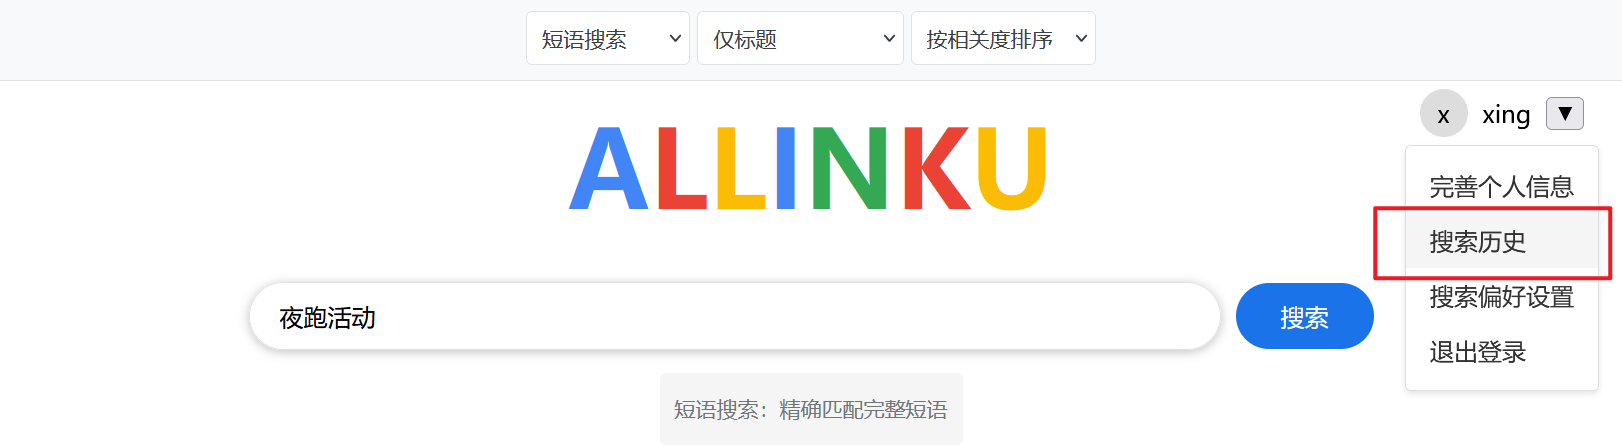 短语搜索 仅标题 按相关度排序
x xing ▼
ALLINKU
完善个人信息
搜索历史
搜索偏好设置
退出登录
夜跑活动 搜索
短语搜索：精确匹配完整短语